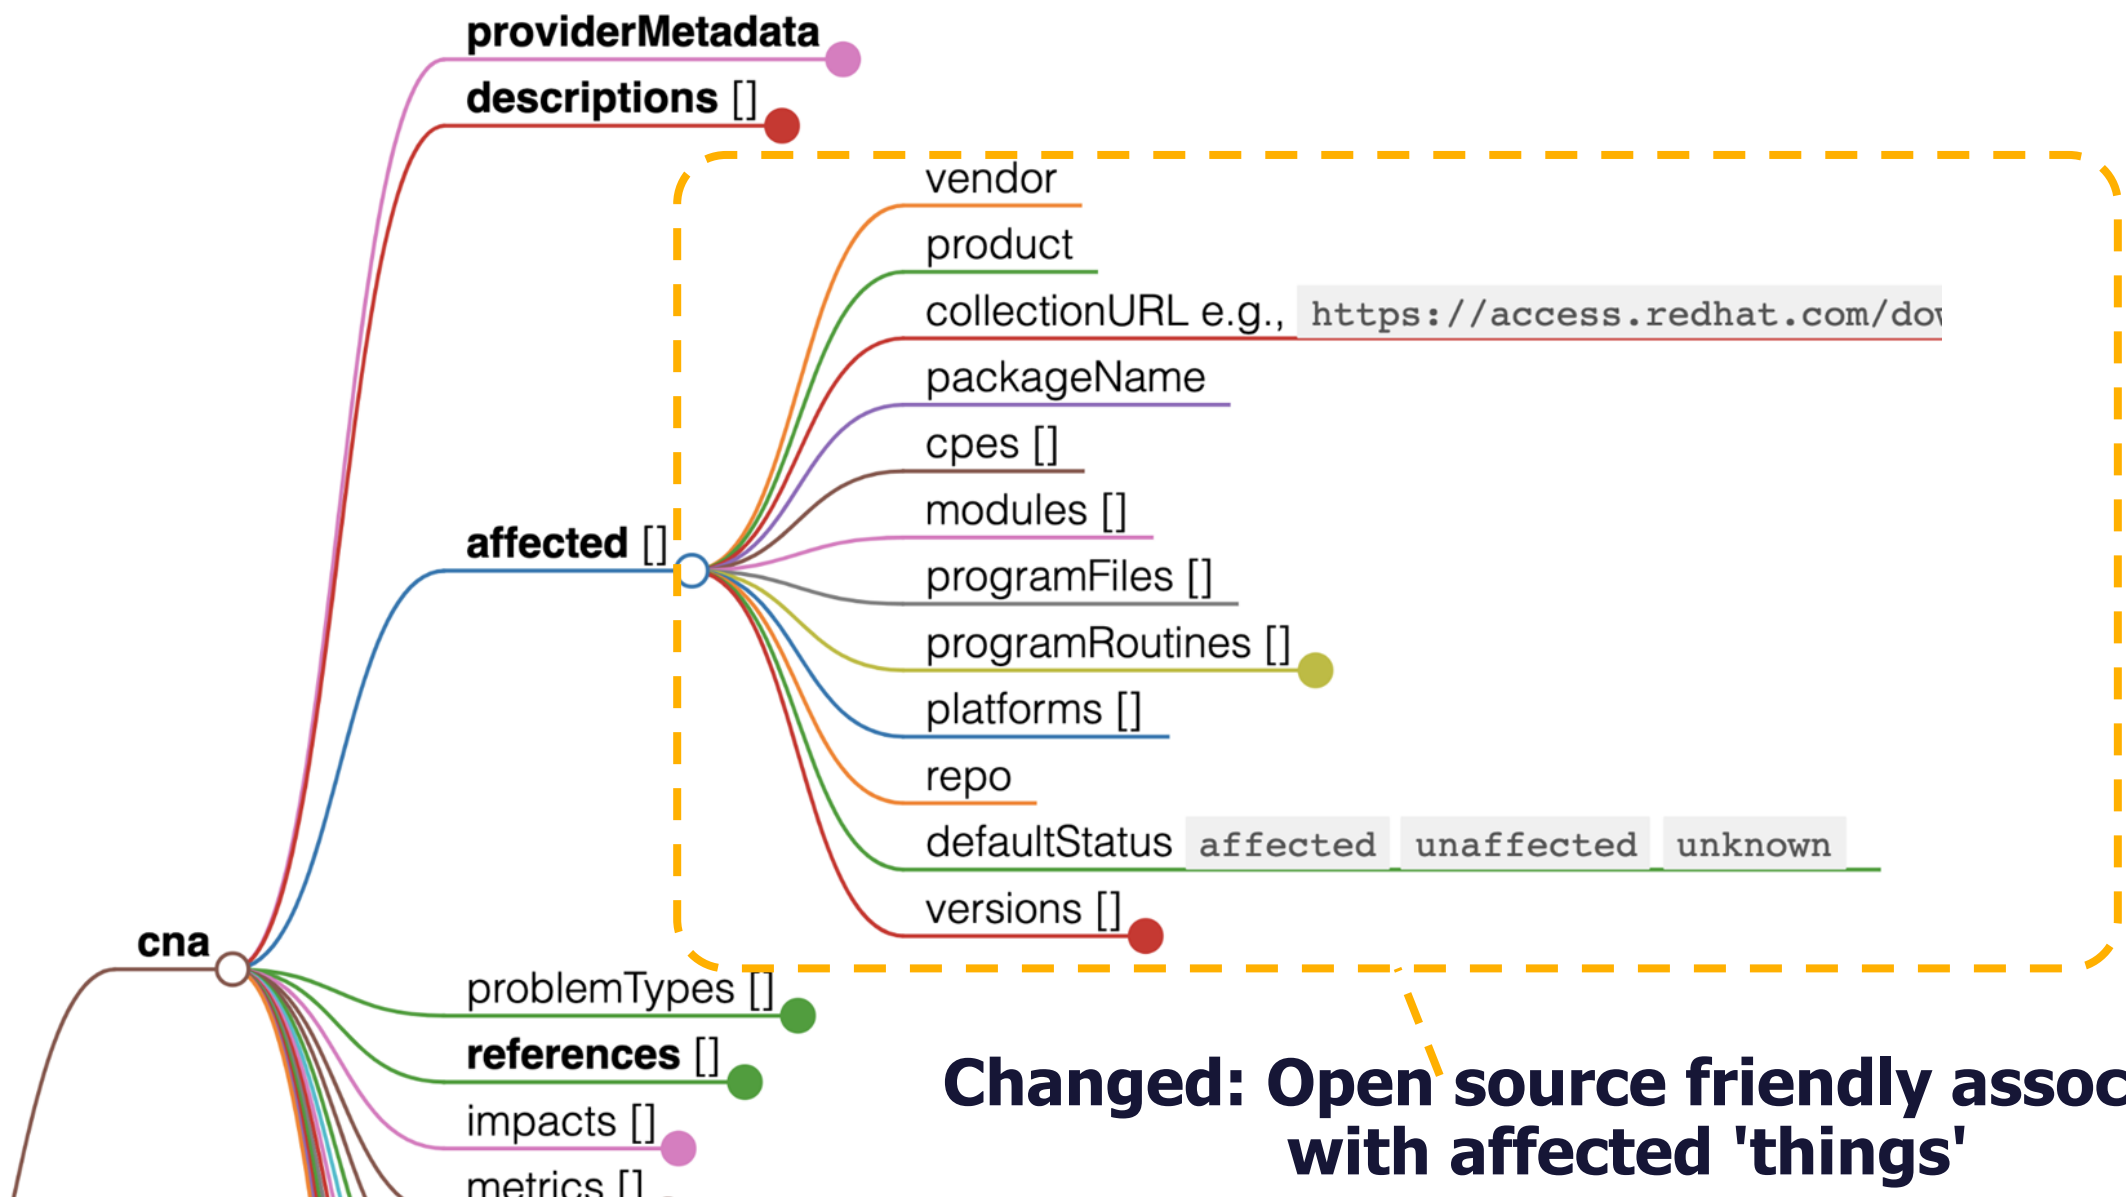 providerMetadata
descriptions []
vendor
product
collectionURL e.g., https://access.redhat.com/dov
packageName
cpes []
modules []
affected []
programFiles []
programRoutines []
platforms []
repo
defaultStatus affected unaffected unknown
versions []
cna
problemTypes []
references []
impacts []
metrics []
Changed: Open source friendly assoc
with affected 'things'